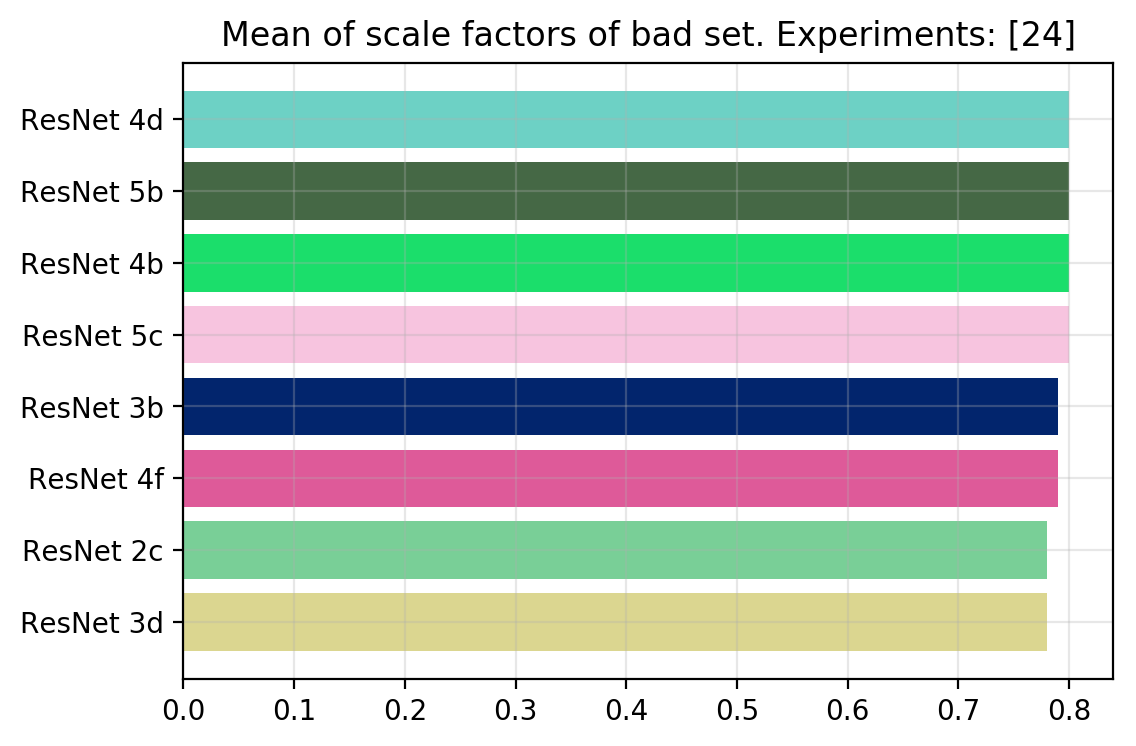 Mean of scale factors of bad set. Experiments: [24]
ResNet 4d
ResNet 5b
ResNet 4b
ResNet 5c
ResNet 3b
ResNet 4f
ResNet 2c
ResNet 3d
0.0 0.1 0.2 0.3 0.4 0.5 0.6 0.7 0.8